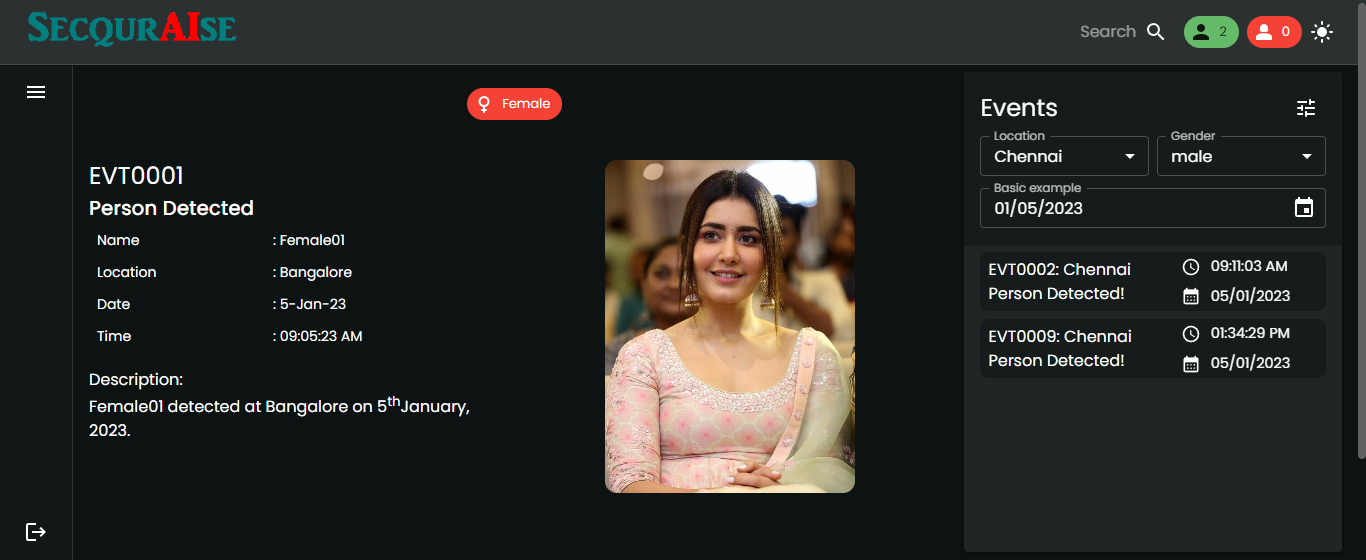 SECQURAISE
Search
2
0
Female
EVT0001
Person Detected
Name : Female01
Location : Bangalore
Date : 5-Jan-23
Time : 09:05:23 AM
Description:
Female01 detected at Bangalore on 5thJanuary,
2023.
Events
Location
Chennai
Gender
male
Basic example
01/05/2023
EVT0002: Chennai
Person Detected!
09:11:03 AM
05/01/2023
EVT0009: Chennai
Person Detected!
01:34:29 PM
05/01/2023